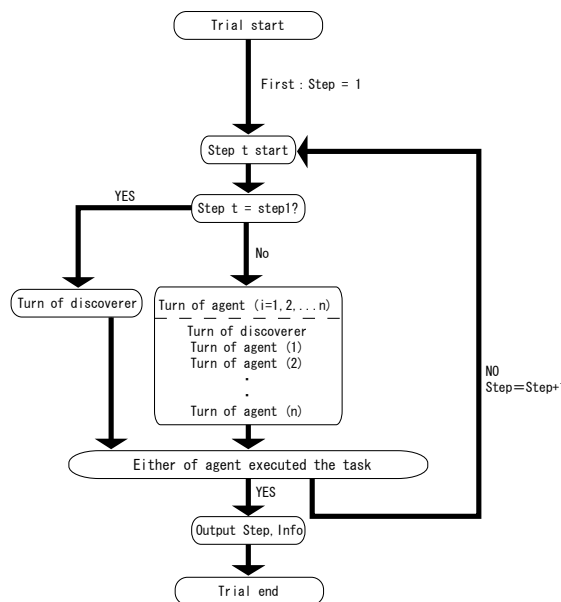 Trial start
First : Step = 1
Step t start
Step t = step1?
YES
No
Turn of discoverer
Turn of agent (i=1,2,...n)
Turn of discoverer
Turn of agent (1)
Turn of agent (2)
.
.
Turn of agent (n)
NO
Step=Step+
Either of agent executed the task
YES
Output Step, Info
Trial end